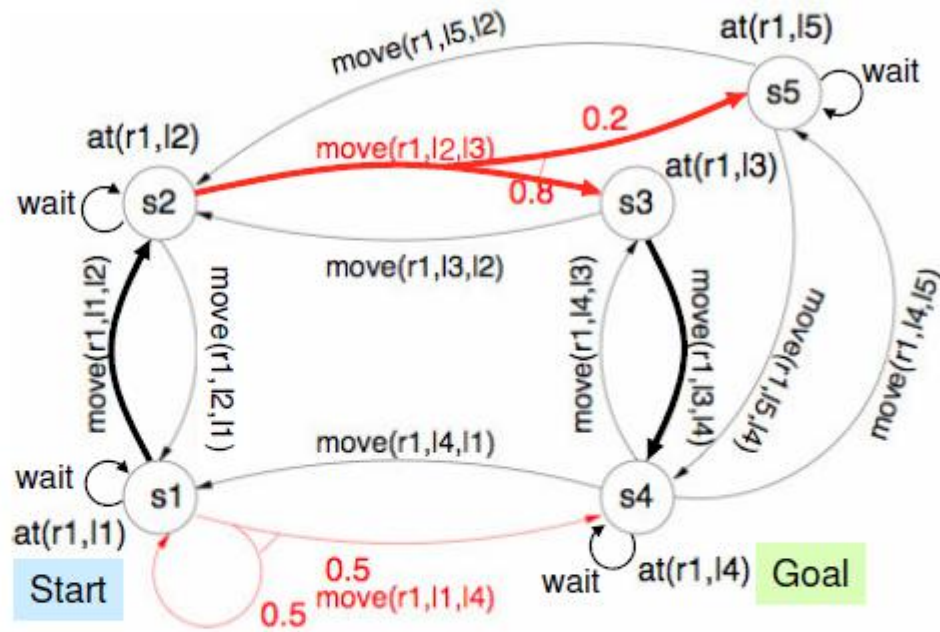 at(r1,l5)
move(r1,l5,l2)
wait
s5
0.2
at(r1,l2)
move(r1,l2,l3)
at(r1,l3)
0.8
wait
s2
s3
move(r1,l3,l2)
move(r1,l1,l2)
move(r1,l2,l1)
move(r1,l4,l3)
move(r1,l3,l4)
move(r1,l5,l4)
move(r1,l4,l5)
move(r1,l4,l1)
wait
s1
s4
at(r1,l1)
0.5
at(r1,l4)
wait
Start
Goal
0.5
move(r1,l1,l4)